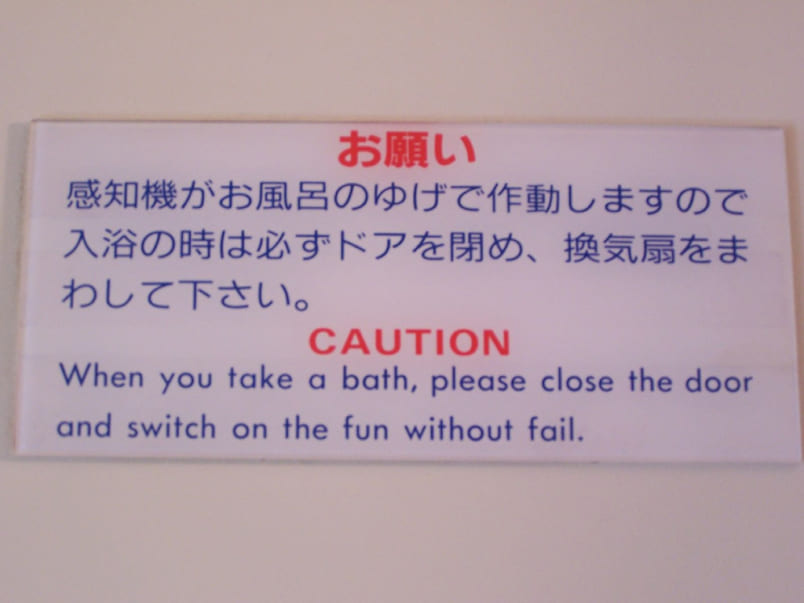 お願い
感知機がお風呂のゆげで作動しますので
入浴の時は必ずドアを閉め、換気扇をま
わして下さい。
CAUTION
When you take a bath, please close the door
and switch on the fun without fail.